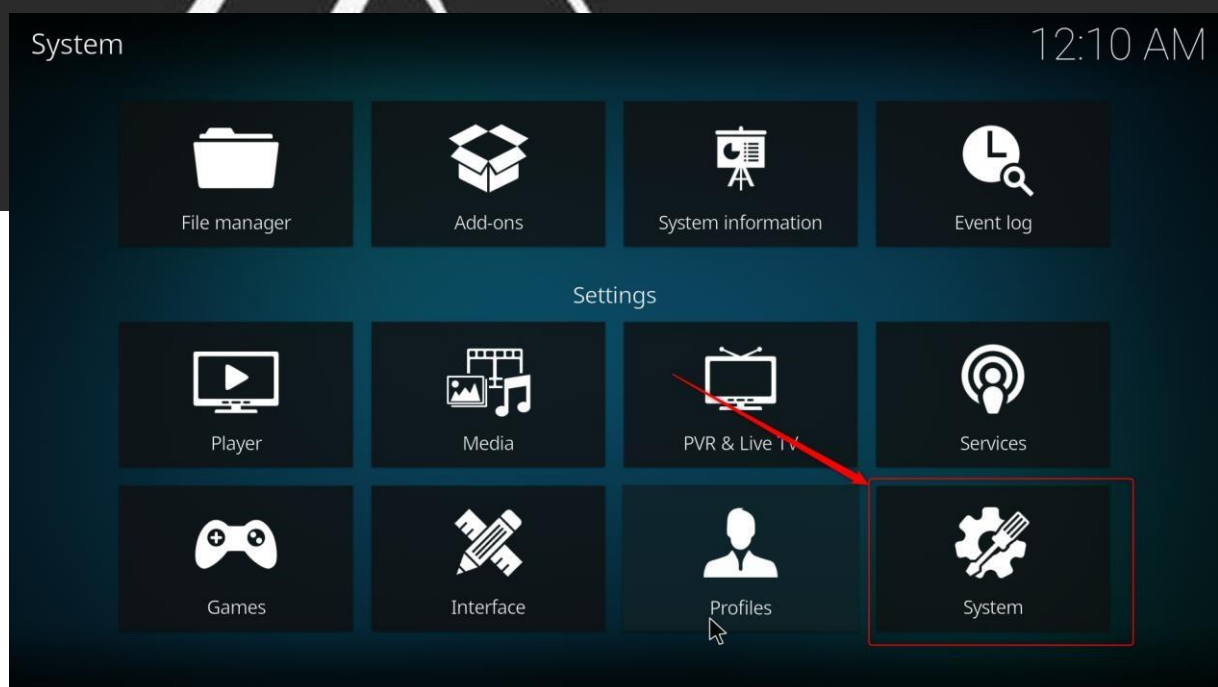 System
12:10 AM
File manager
Add-ons
System information
Event log
Settings
Player
Media
PVR & Live TV
Services
Games
Interface
Profiles
System